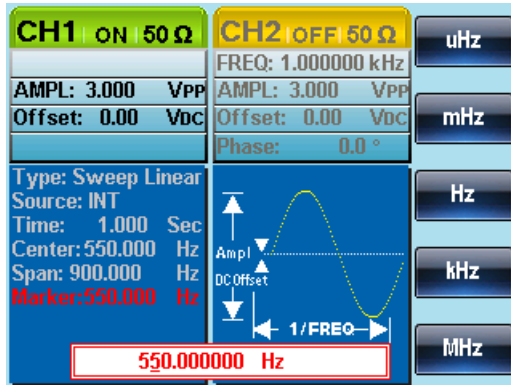 CH1 ON 50 Ω
CH2 OFF 50 Ω
FREQ: 1.000000 kHz
AMPL: 3.000 VPP
AMPL: 3.000 VPP
Offset: 0.00 VDC
Offset: 0.00 VDC
Phase: 0.0 °
Type: Sweep Linear
Source: INT
Time: 1.000 Sec
Center: 550.000 Hz
Span: 900.000 Hz
Marker: 550.000 Hz
Ampl
DC Offset
1/FREQ
550.000000 Hz
uHz
mHz
Hz
kHz
MHz